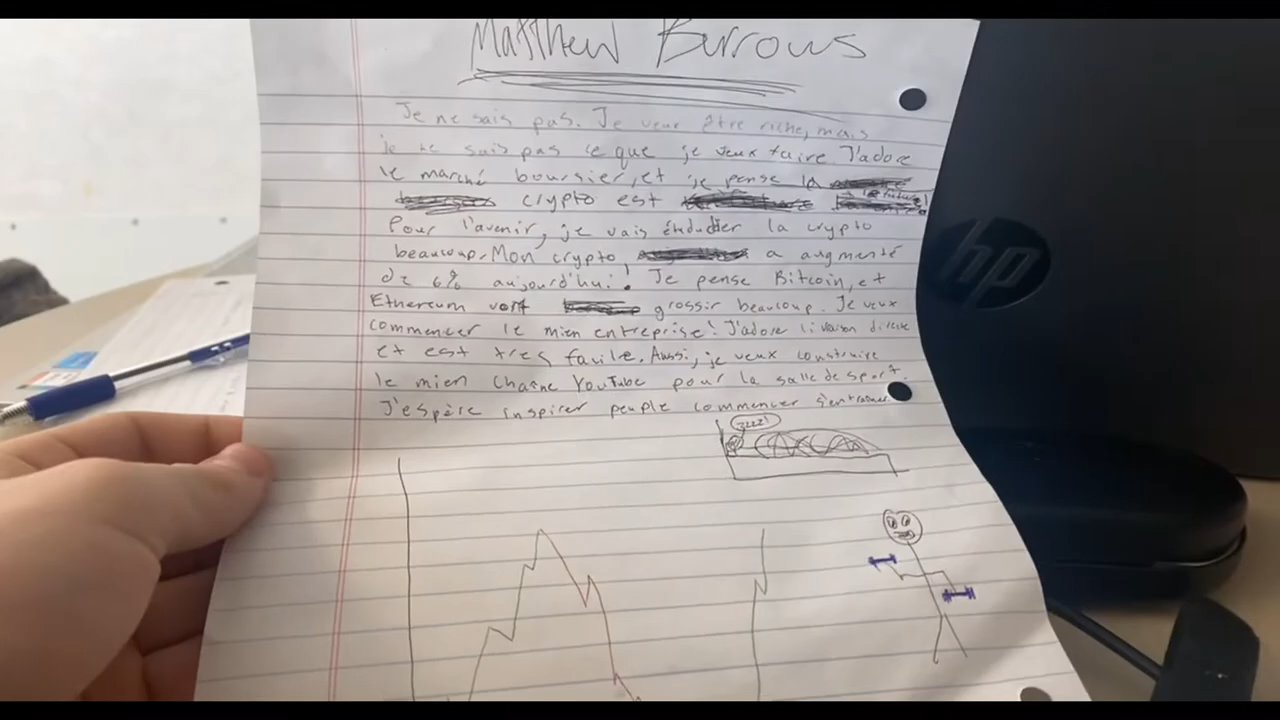 Matthew Burrows
Je ne sais pas. Je veux être riche, mais
je ne sais pas ce que je veux faire J'adore
le marché boursier, et je pense la
crypto est le future!
Pour l'avenir, je vais étududier la crypto
beaucoup. Mon crypto, a augmenté
de 6% aujourd'hui! Je pense Bitcoin, et
Ethereum vont grossir beaucoup. Je veux
commencer le mien entreprise! J'adore livraison directe
et est très facile. Aussi, je veux construire
le mien chaîne YouTube pour la salle de sport.
J'espère inspirer peuple commencer s'entraîner.
zzzz!
hp